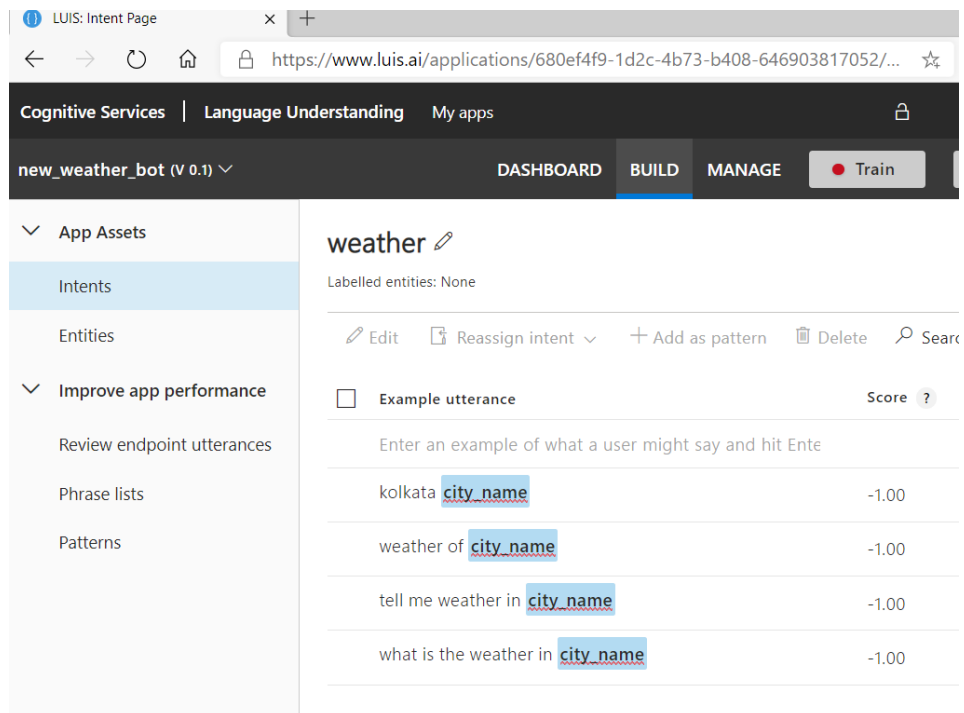 LUIS: Intent Page
https://www.luis.ai/applications/680ef4f9-1d2c-4b73-b408-646903817052/...
Cognitive Services | Language Understanding My apps
new_weather_bot (V 0.1) DASHBOARD BUILD MANAGE Train
App Assets
Intents
Entities
Improve app performance
Review endpoint utterances
Phrase lists
Patterns
weather
Labelled entities: None
Edit Reassign intent Add as pattern Delete Searc
Example utterance Score ?
Enter an example of what a user might say and hit Ente
kolkata city_name -1.00
weather of city_name -1.00
tell me weather in city_name -1.00
what is the weather in city_name -1.00